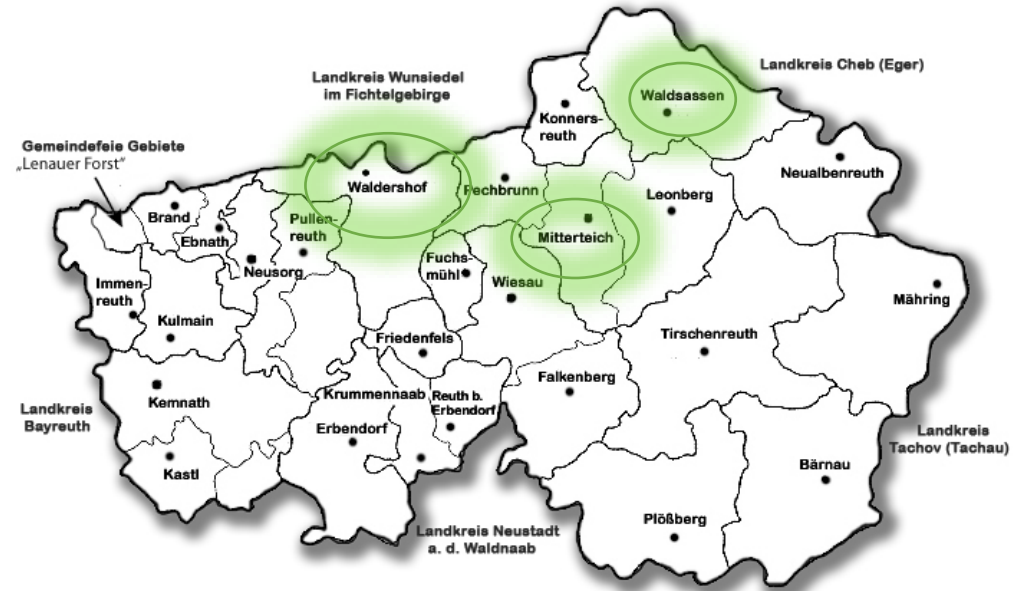 Landkreis Cheb (Eger)
Landkreis Wunsiedel
im Fichtelgebirge
Waldsassen
Konners-
reuth
Gemeindefeie Gebiete
„Lenauer Forst“
Neualbenreuth
Waldershof
Pechbrunn
Leonberg
Brand
Pullen-
reuth
Ebnath
Mitterteich
Fuchs-
mühl
Neusorg
Wiesau
Immen-
reuth
Mähring
Kulmain
Tirschenreuth
Friedenfels
Falkenberg
Krummennaab
Reuth b.
Erbendorf
Kemnath
Landkreis
Bayreuth
Erbendorf
Landkreis
Tachov (Tachau)
Kastl
Bärnau
Plößberg
Landkreis Neustadt
a. d. Waldnaab